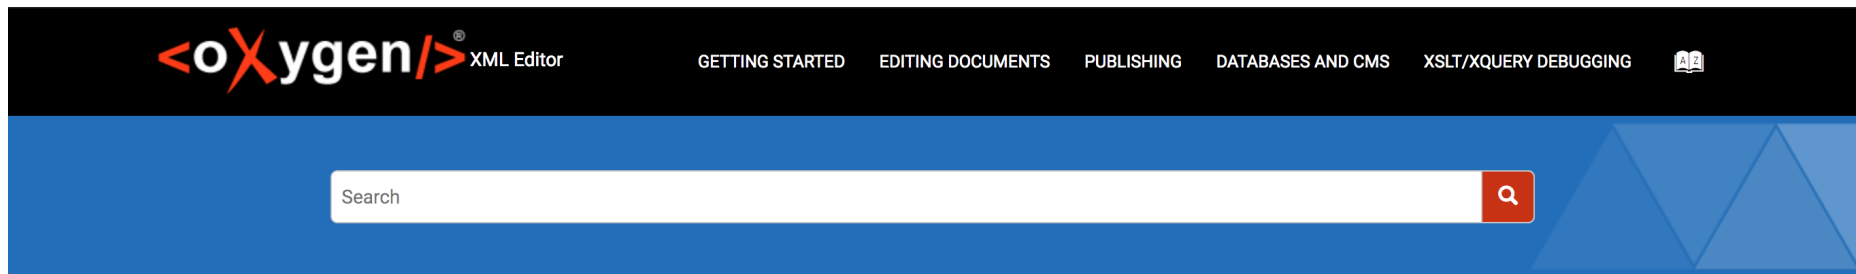 <oXygen/>® XML Editor
GETTING STARTED EDITING DOCUMENTS PUBLISHING DATABASES AND CMS XSLT/XQUERY DEBUGGING A Z
Search